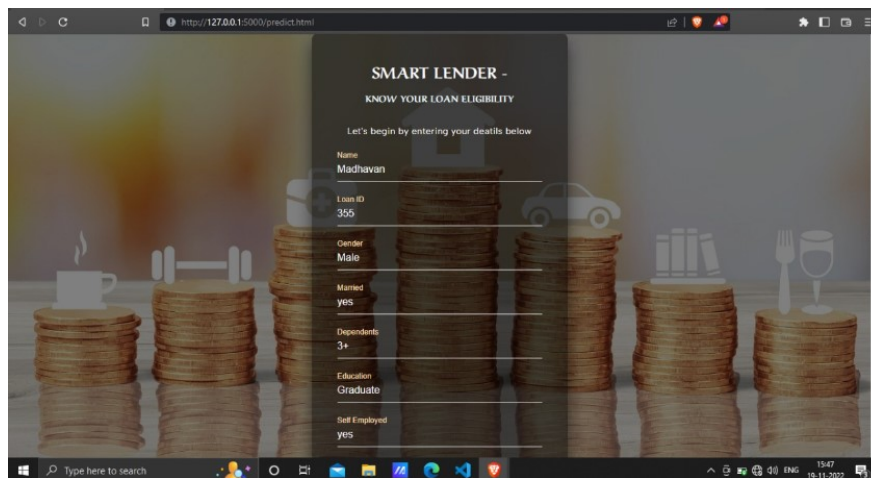 http://127.0.0.1:5000/predict.html
SMART LENDER -
KNOW YOUR LOAN ELIGIBILITY
Let's begin by entering your deatils below
Name
Madhavan
Loan ID
355
Gender
Male
Married
yes
Dependents
3+
Education
Graduate
Self Employed
yes
Type here to search
ENG
15:47
19-11-2022